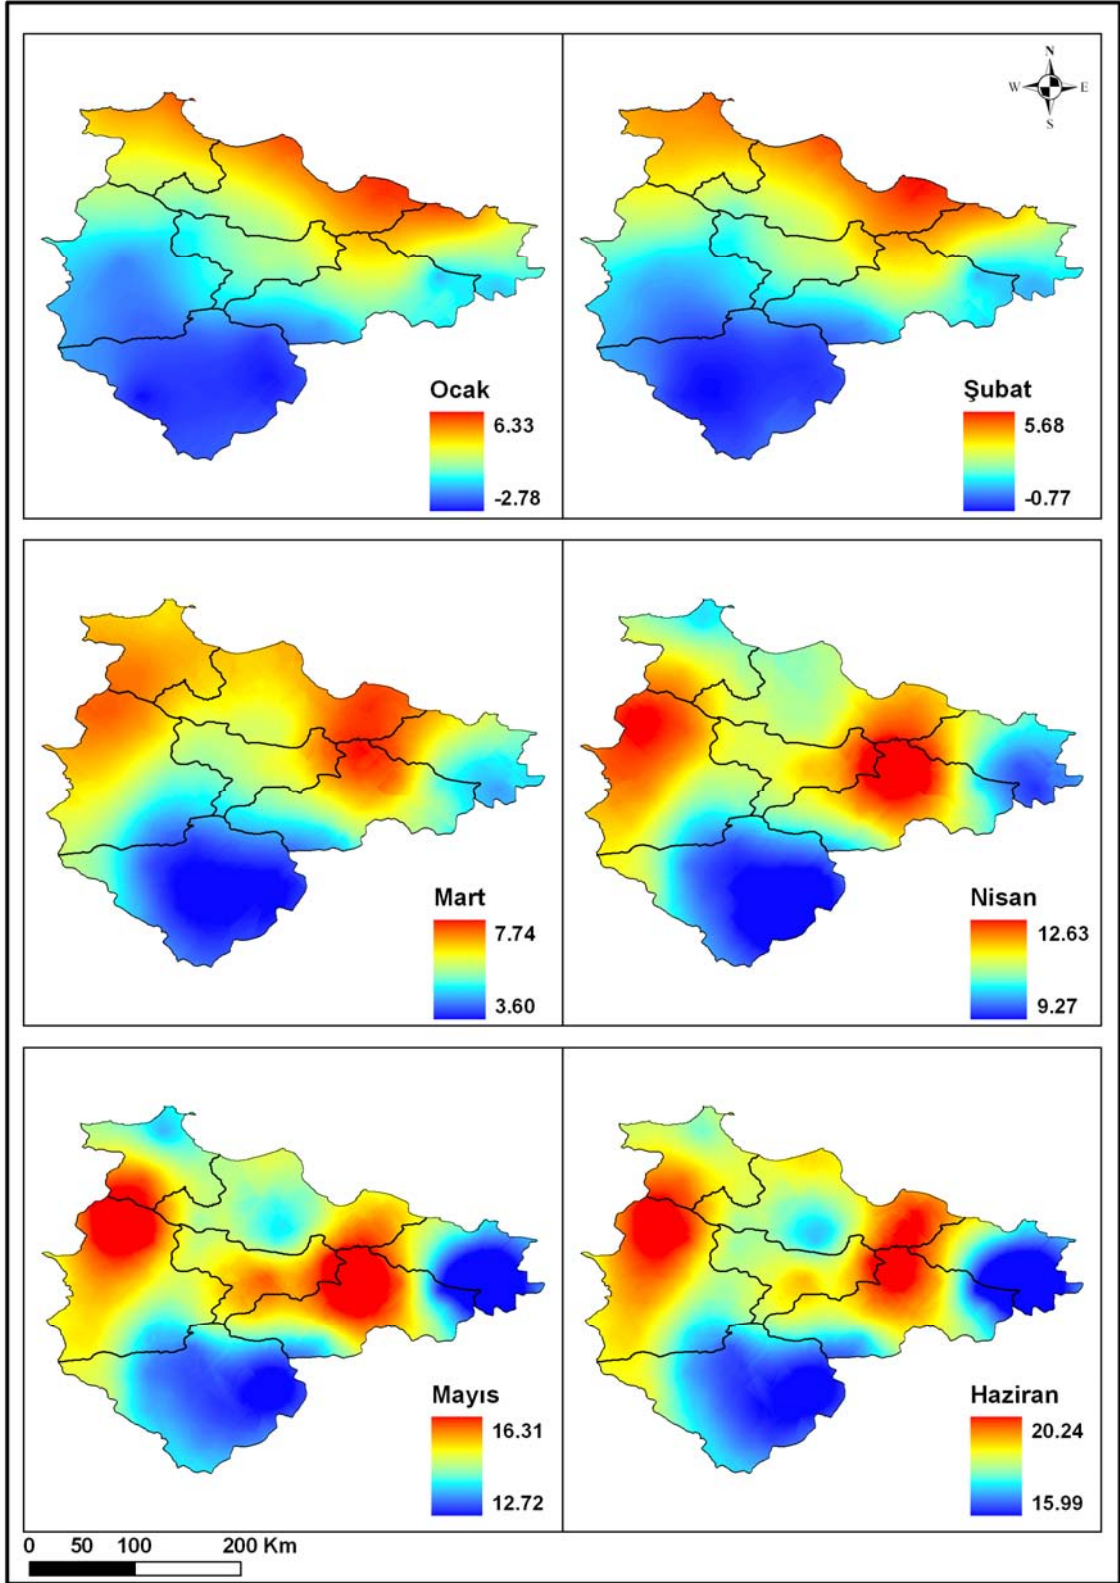 N
W E
S
Ocak
6.33
-2.78
Şubat
5.68
-0.77
Mart
7.74
3.60
Nisan
12.63
9.27
Mayıs
16.31
12.72
Haziran
20.24
15.99
0 50 100 200 Km